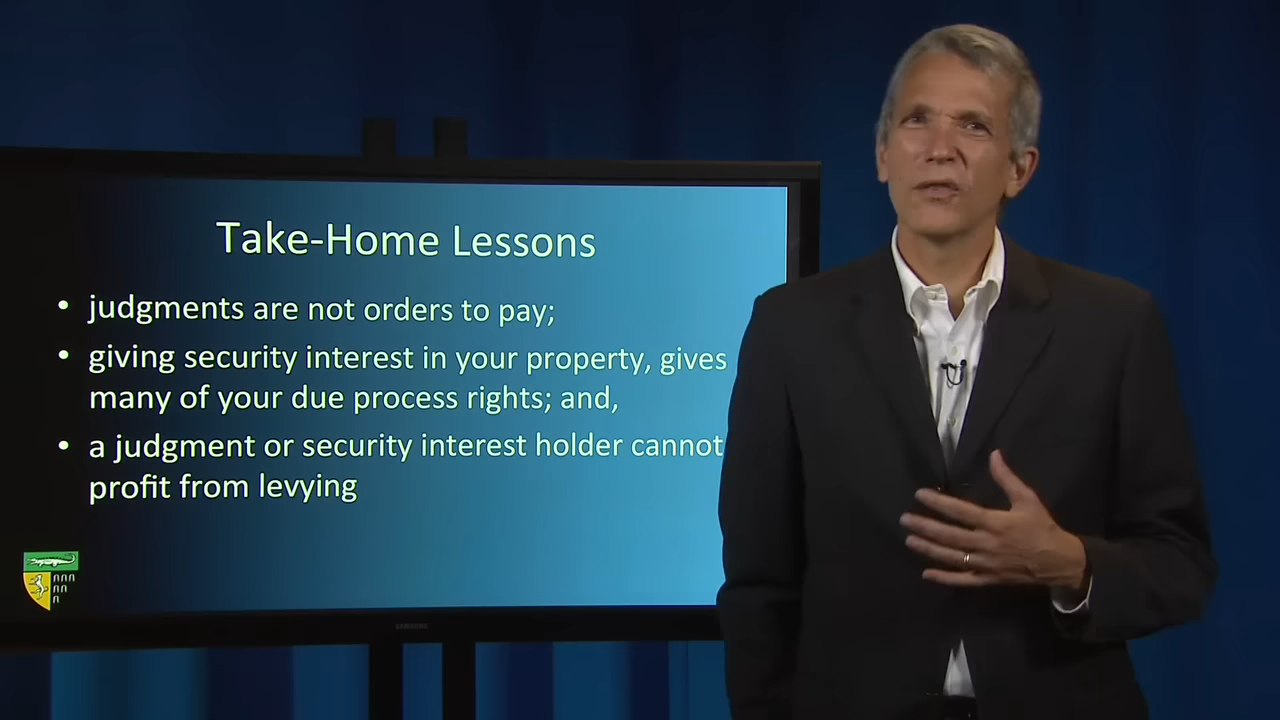 Take-Home Lessons
• judgments are not orders to pay;
• giving security interest in your property, gives
many of your due process rights; and,
• a judgment or security interest holder cannot
profit from levying
SAMSUNG